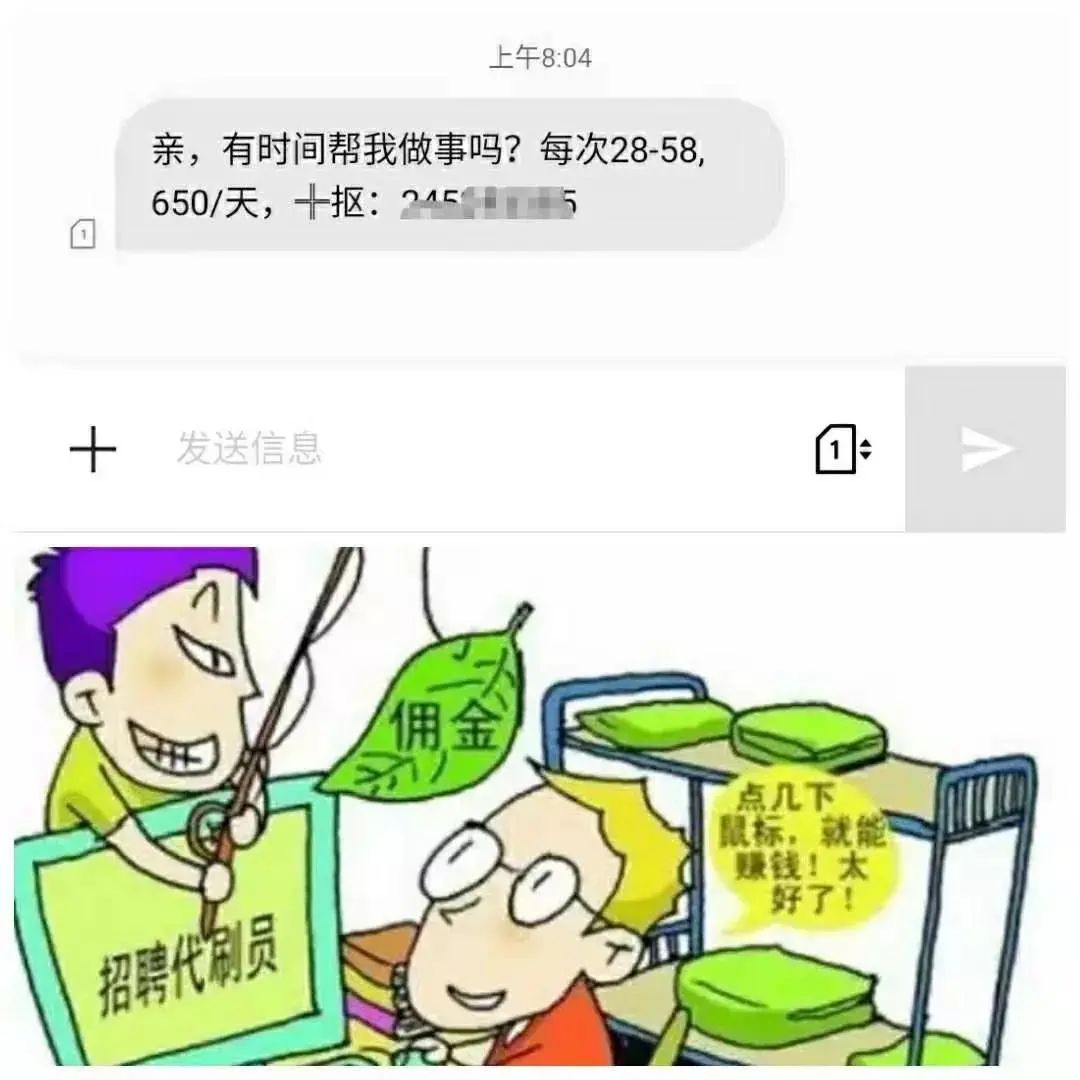 上午8:04
亲，有时间帮我做事吗？每次28-58,
650/天，╬抠：
1
发送信息
1
佣金
点几下
鼠标，就能
赚钱！太
好了！
招聘代刷员